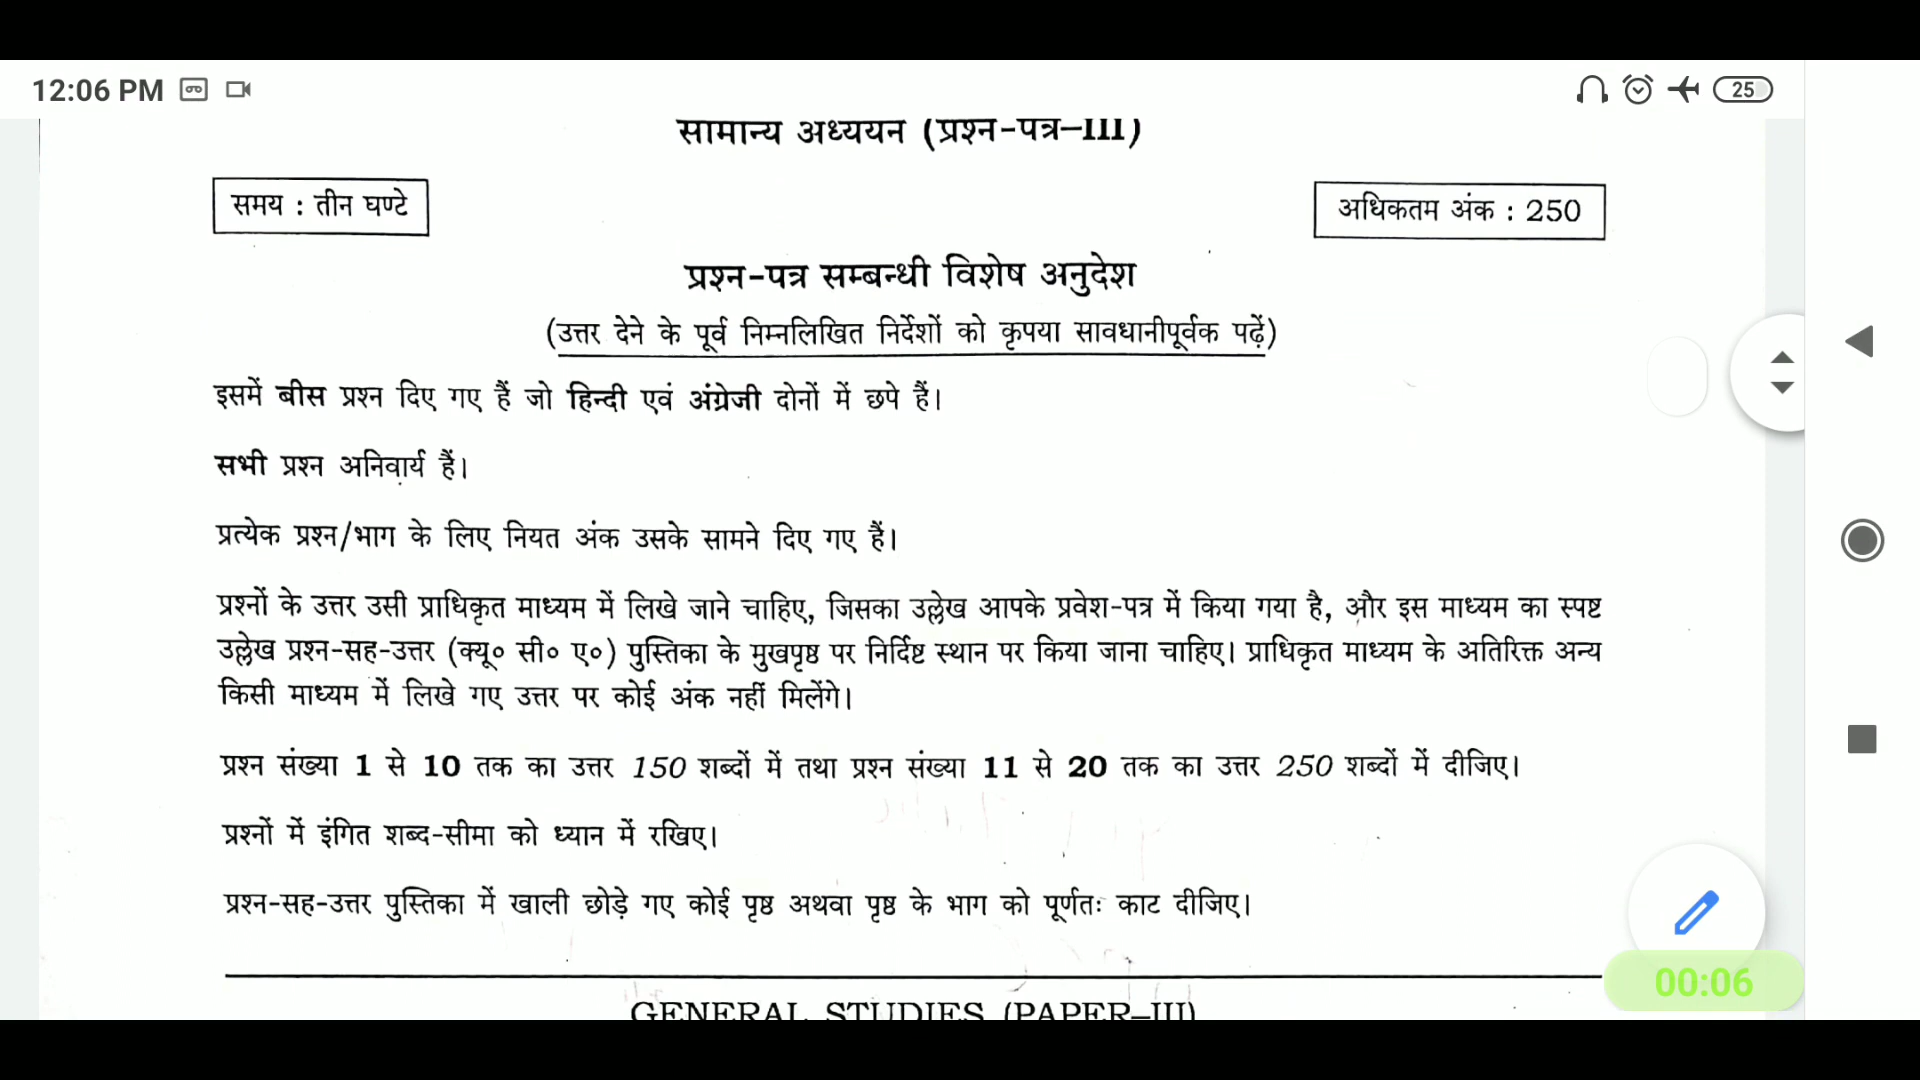 12:06 PM
25
सामान्य अध्ययन (प्रश्न-पत्र–III)
समय : तीन घण्टे
अधिकतम अंक : 250
प्रश्न-पत्र सम्बन्धी विशेष अनुदेश
(उत्तर देने के पूर्व निम्नलिखित निर्देशों को कृपया सावधानीपूर्वक पढ़ें)
इसमें बीस प्रश्न दिए गए हैं जो हिन्दी एवं अंग्रेजी दोनों में छपे हैं।
सभी प्रश्न अनिवार्य हैं।
प्रत्येक प्रश्न/भाग के लिए नियत अंक उसके सामने दिए गए हैं।
प्रश्नों के उत्तर उसी प्राधिकृत माध्यम में लिखे जाने चाहिए, जिसका उल्लेख आपके प्रवेश-पत्र में किया गया है, और इस माध्यम का स्पष्ट
उल्लेख प्रश्न-सह-उत्तर (क्यू० सी० ए०) पुस्तिका के मुखपृष्ठ पर निर्दिष्ट स्थान पर किया जाना चाहिए। प्राधिकृत माध्यम के अतिरिक्त अन्य
किसी माध्यम में लिखे गए उत्तर पर कोई अंक नहीं मिलेंगे।
प्रश्न संख्या 1 से 10 तक का उत्तर 150 शब्दों में तथा प्रश्न संख्या 11 से 20 तक का उत्तर 250 शब्दों में दीजिए।
प्रश्नों में इंगित शब्द-सीमा को ध्यान में रखिए।
प्रश्न-सह-उत्तर पुस्तिका में खाली छोड़े गए कोई पृष्ठ अथवा पृष्ठ के भाग को पूर्णतः काट दीजिए।
00:06
GENERAL STUDIES (PAPER–III)